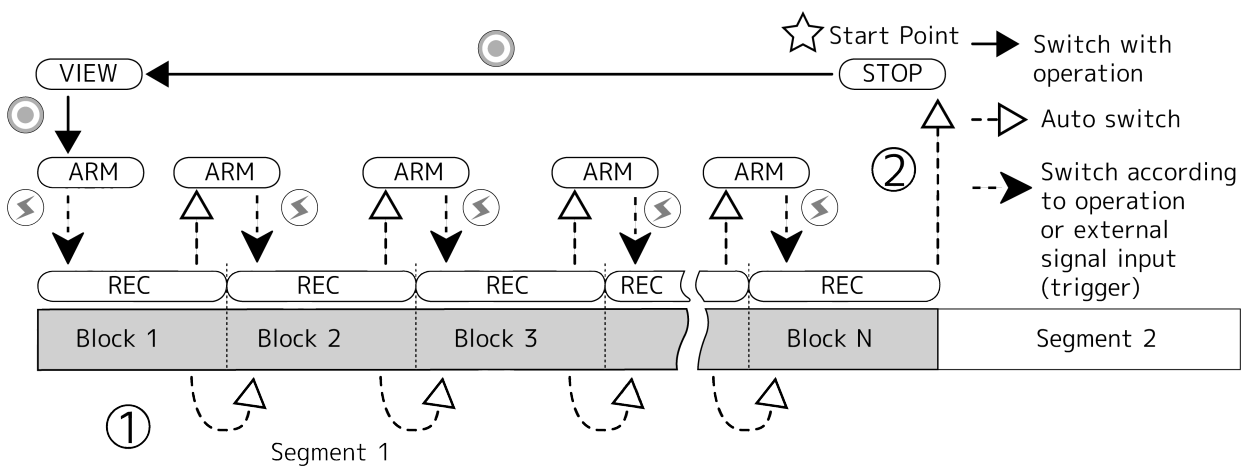 Start Point
Switch with
operation
VIEW
STOP
Auto switch
ARM ARM ARM ARM ARM
②
Switch according
to operation
or external
signal input
(trigger)
REC REC REC REC REC
Block 1 Block 2 Block 3 Block N Segment 2
①
Segment 1